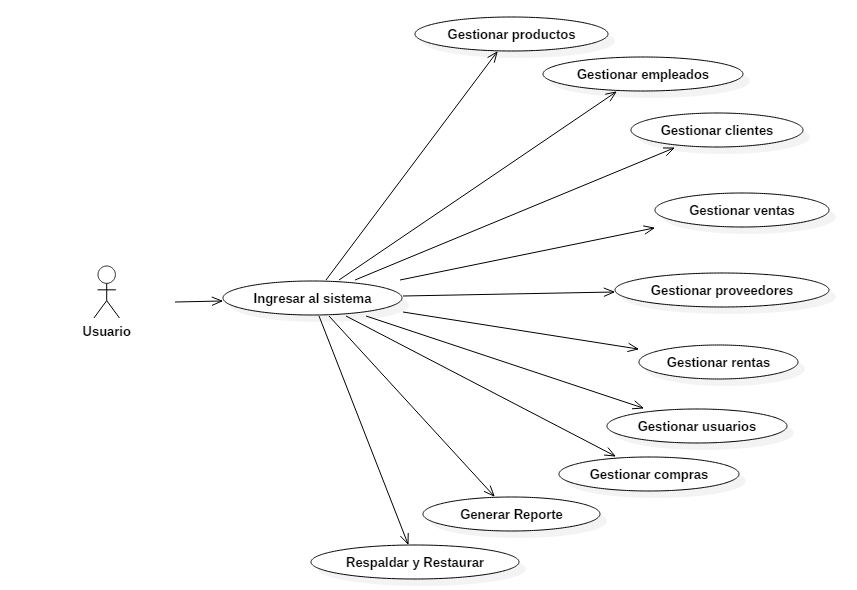 Gestionar productos
Gestionar empleados
Gestionar clientes
Gestionar ventas
Gestionar proveedores
Ingresar al sistema
Usuario
Gestionar rentas
Gestionar usuarios
Gestionar compras
Generar Reporte
Respaldar y Restaurar